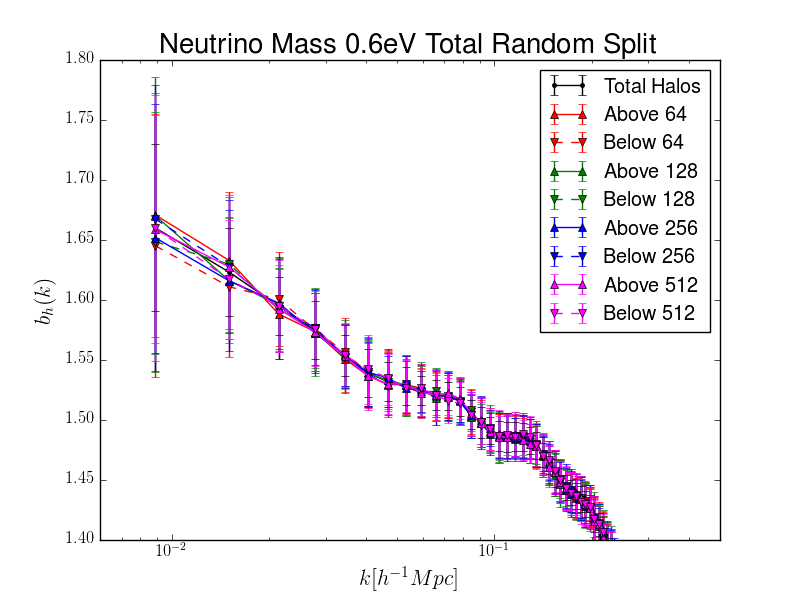 Neutrino Mass 0.6eV Total Random Split
1.80
1.75
1.70
1.65
1.60
1.55
1.50
1.45
1.40
b_h(k)
Total Halos
Above 64
Below 64
Above 128
Below 128
Above 256
Below 256
Above 512
Below 512
10^{-2}
10^{-1}
k[h^{-1}Mpc]